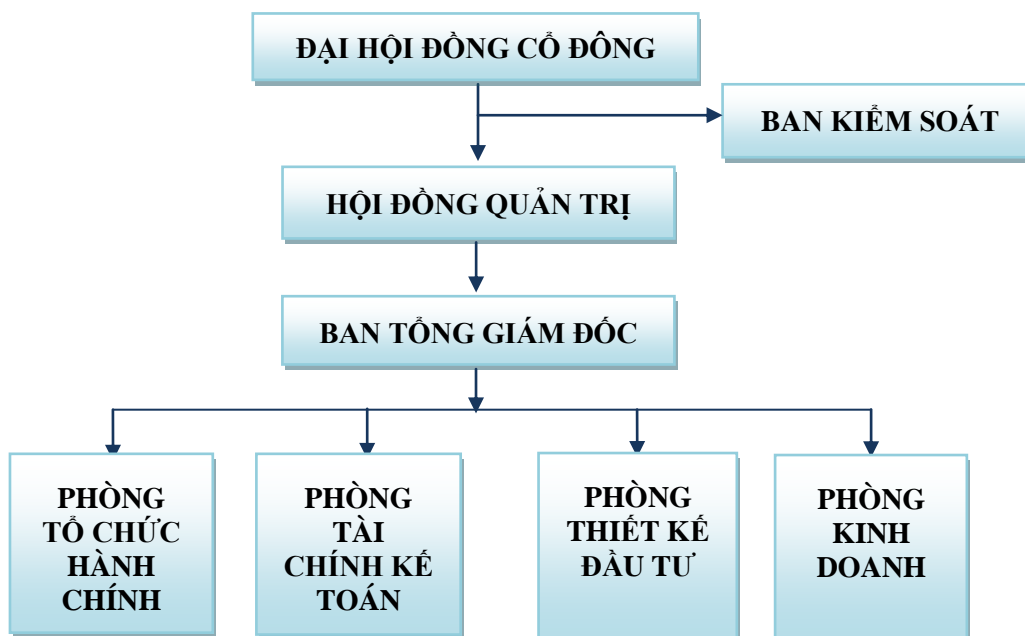 ĐẠI HỘI ĐỒNG CỔ ĐÔNG
BAN KIỂM SOÁT
HỘI ĐỒNG QUẢN TRỊ
BAN TỔNG GIÁM ĐỐC
PHÒNG
TỔ CHỨC
HÀNH
CHÍNH
PHÒNG
TÀI
CHÍNH KẾ
TOÁN
PHÒNG
THIẾT KẾ
ĐẦU TƯ
PHÒNG
KINH
DOANH